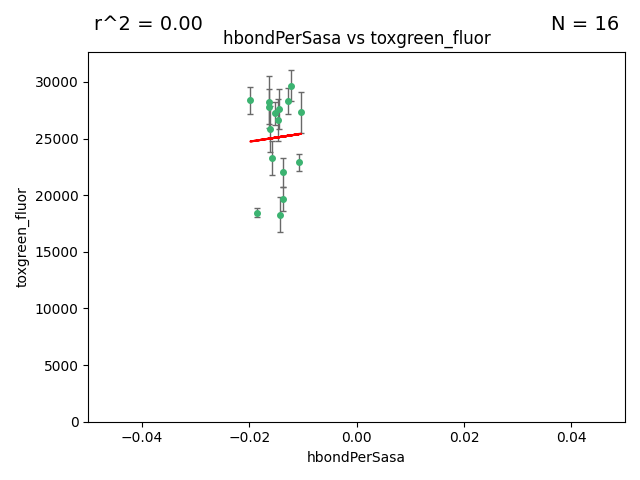 r^2 = 0.00
N = 16
hbondPerSasa vs toxgreen_fluor
30000
25000
20000
15000
10000
5000
0
toxgreen_fluor
−0.04
−0.02
0.00
0.02
0.04
hbondPerSasa